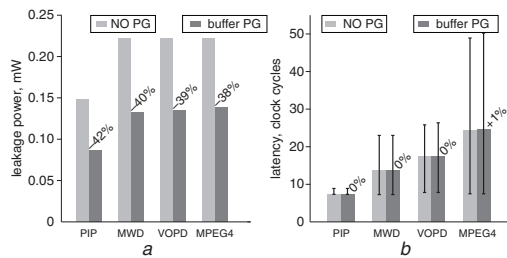 NO PG
buffer PG
leakage power, mW
0.25
0.20
0.15
0.10
0.05
0
–42%
–40%
–39%
–38%
PIP MWD VOPD MPEG4
a
NO PG
buffer PG
latency, clock cycles
50
40
30
20
10
0
0%
0%
0%
+1%
PIP MWD VOPD MPEG4
b